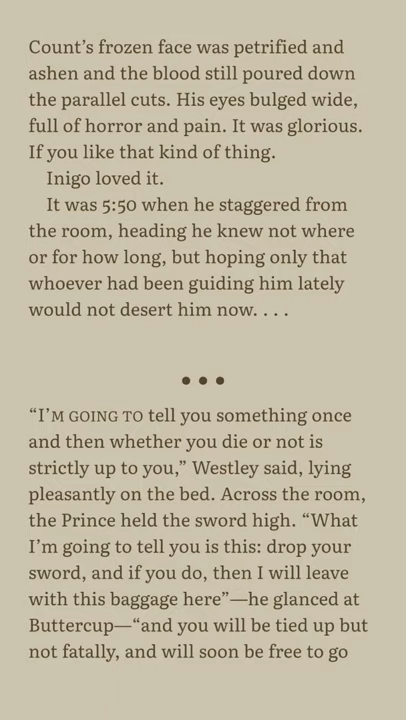 Count’s frozen face was petrified and
ashen and the blood still poured down
the parallel cuts. His eyes bulged wide,
full of horror and pain. It was glorious.
If you like that kind of thing.
Inigo loved it.
It was 5:50 when he staggered from
the room, heading he knew not where
or for how long, but hoping only that
whoever had been guiding him lately
would not desert him now. . . .
● ● ●
“I’M GOING TO tell you something once
and then whether you die or not is
strictly up to you,” Westley said, lying
pleasantly on the bed. Across the room,
the Prince held the sword high. “What
I’m going to tell you is this: drop your
sword, and if you do, then I will leave
with this baggage here”—he glanced at
Buttercup—“and you will be tied up but
not fatally, and will soon be free to go